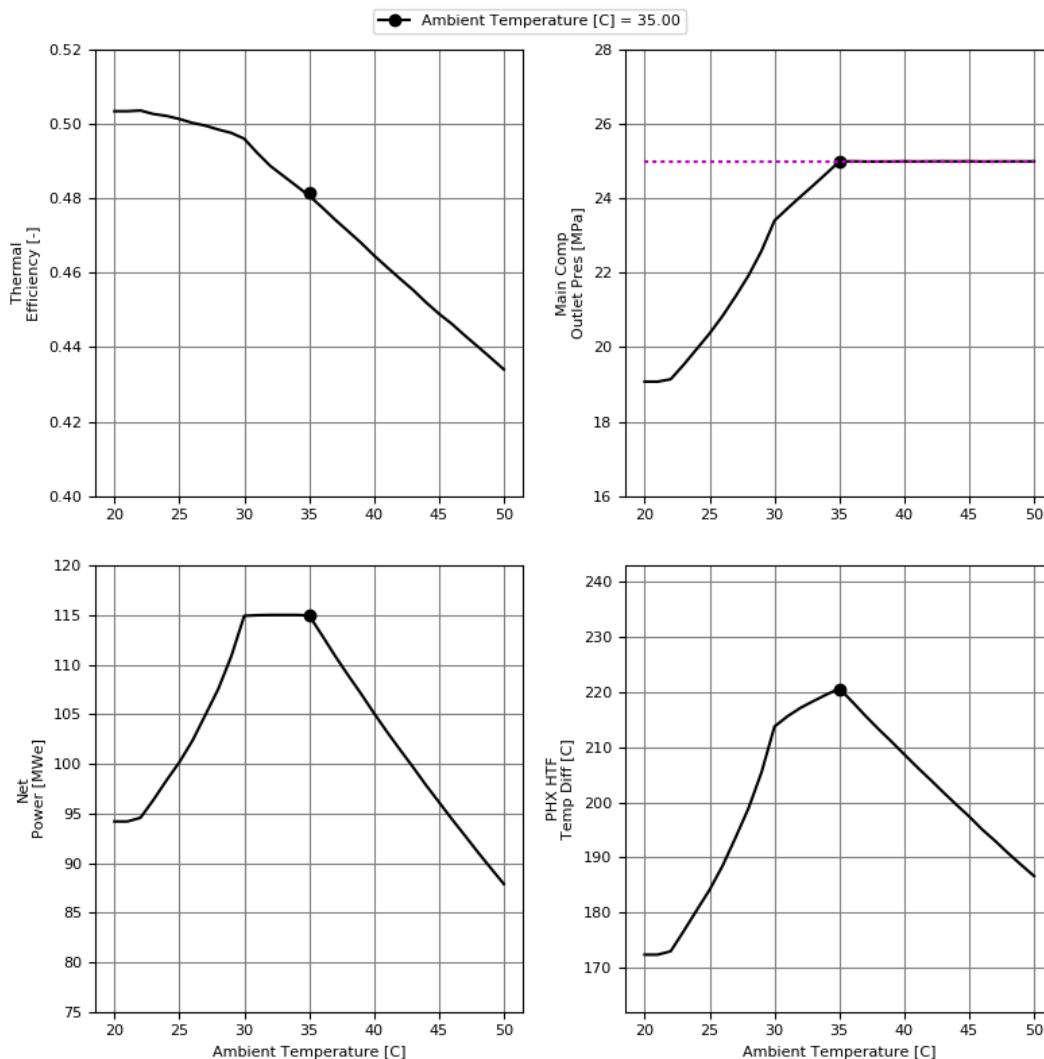 Ambient Temperature [C] = 35.00
0.52
0.50
0.48
0.46
0.44
0.42
0.40
Thermal
Efficiency [-]
20 25 30 35 40 45 50
28
26
24
22
20
18
16
Main Comp
Outlet Pres [MPa]
20 25 30 35 40 45 50
120
115
110
105
100
95
90
85
80
75
Net
Power [MWe]
20 25 30 35 40 45 50
Ambient Temperature [C]
240
230
220
210
200
190
180
170
PHX HTF
Temp Diff [C]
20 25 30 35 40 45 50
Ambient Temperature [C]